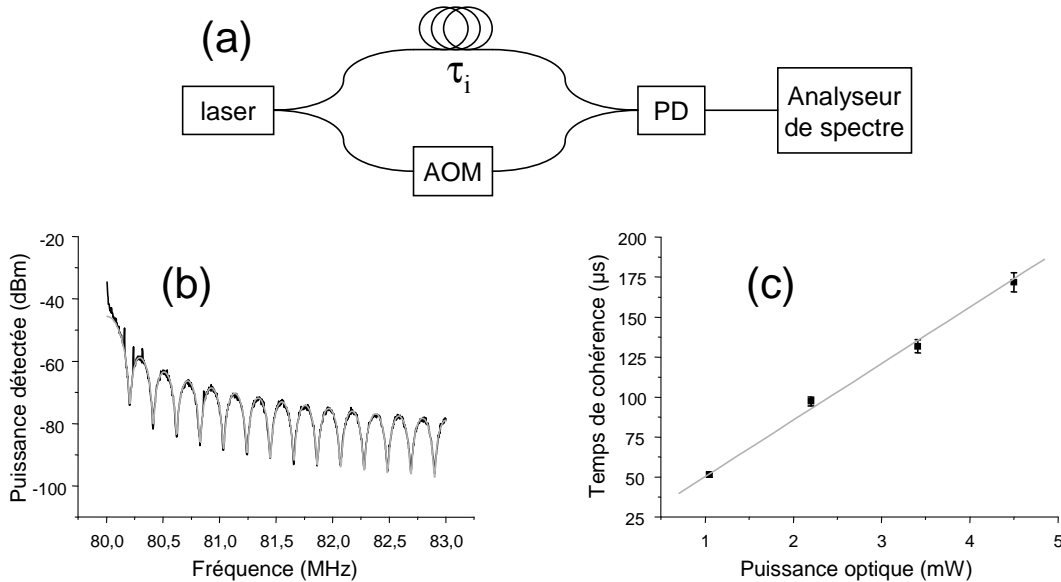 (a)
τi
laser
AOM
PD
Analyseur
de spectre
(b)
Puissance détectée (dBm)
-20
-40
-60
-80
-100
80,0 80,5 81,0 81,5 82,0 82,5 83,0
Fréquence (MHz)
(c)
Temps de cohérence (µs)
200
175
150
125
100
75
50
25
1 2 3 4 5
Puissance optique (mW)